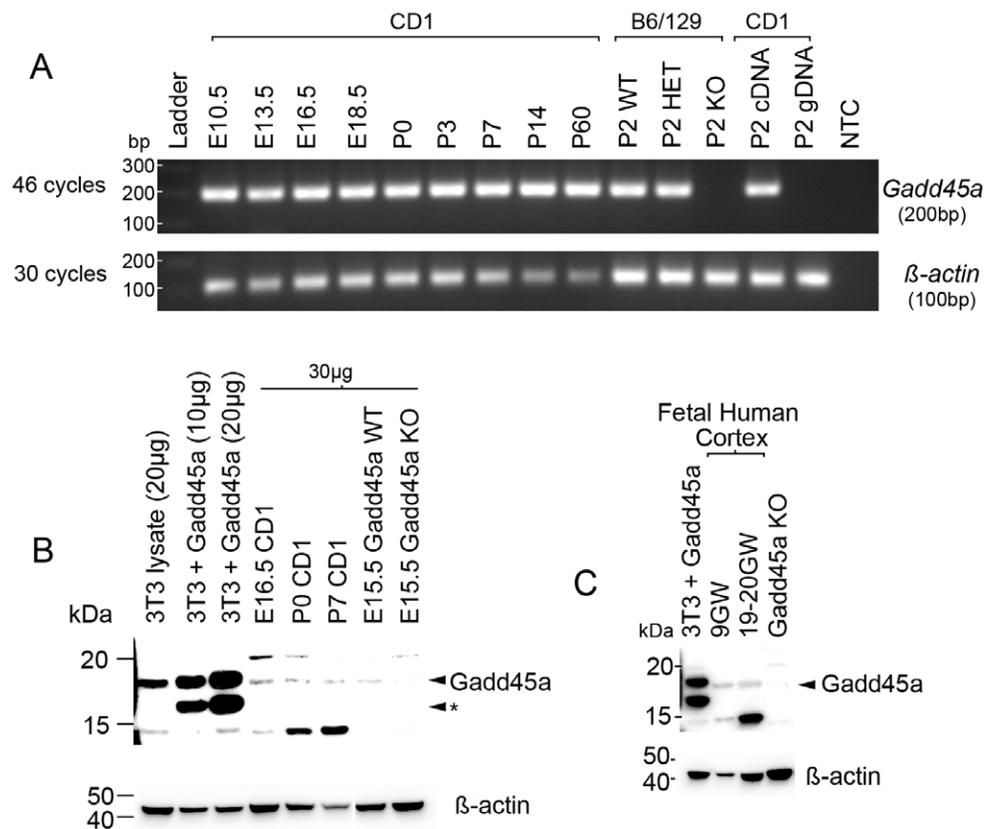 A
CD1
B6/129
CD1
bp
Ladder
E10.5
E13.5
E16.5
E18.5
P0
P3
P7
P14
P60
P2 WT
P2 HET
P2 KO
P2 cDNA
P2 gDNA
NTC
46 cycles
300
200
100
Gadd45a
(200bp)
30 cycles
200
100
ß-actin
(100bp)
B
30µg
kDa
3T3 lysate (20µg)
3T3 + Gadd45a (10µg)
3T3 + Gadd45a (20µg)
E16.5 CD1
P0 CD1
P7 CD1
E15.5 Gadd45a WT
E15.5 Gadd45a KO
20
15
Gadd45a
*
50
40
ß-actin
C
Fetal Human
Cortex
kDa
3T3 + Gadd45a
9GW
19-20GW
Gadd45a KO
20
15
Gadd45a
50
40
ß-actin